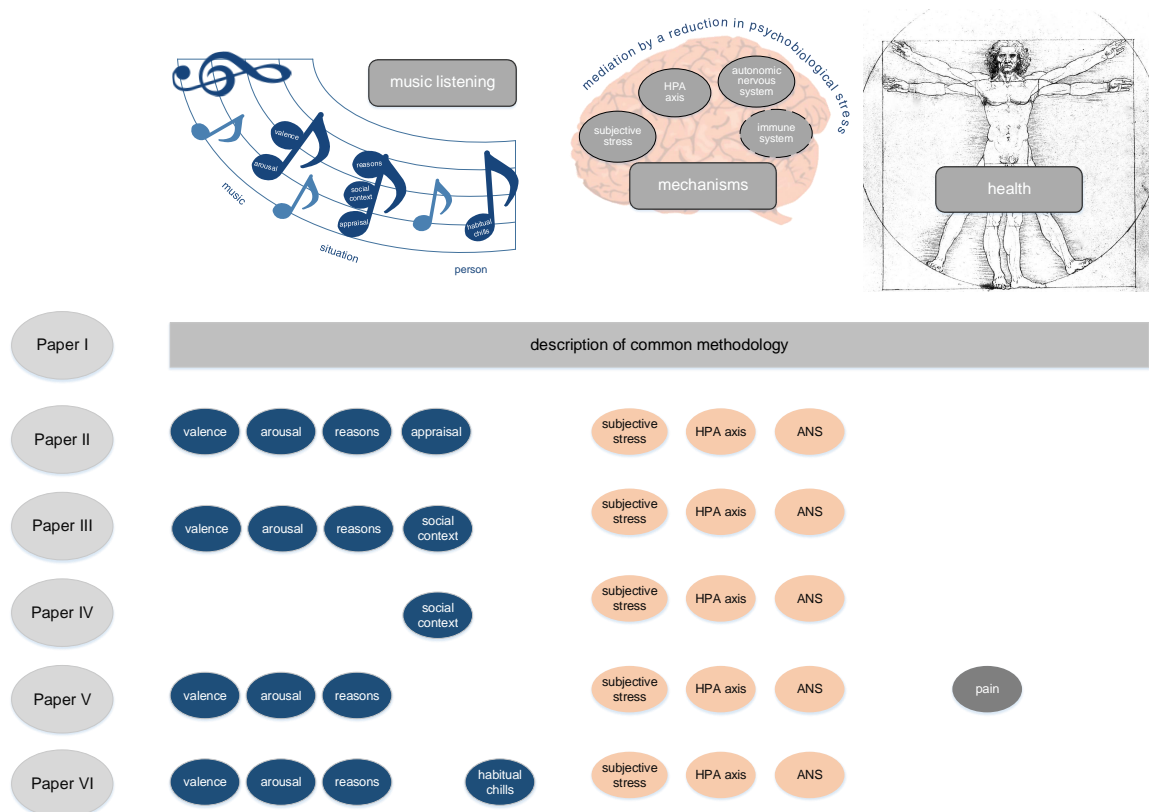 music listening
valence
arousal
reasons
social
context
appraisal
habitual
chills
music
situation
person
mediation by a reduction in psychobiological stress
subjective
stress
HPA
axis
autonomic
nervous
system
immune
system
mechanisms
health
Paper I
description of common methodology
Paper II
valence
arousal
reasons
appraisal
subjective
stress
HPA axis
ANS
Paper III
valence
arousal
reasons
social
context
subjective
stress
HPA axis
ANS
Paper IV
social
context
subjective
stress
HPA axis
ANS
Paper V
valence
arousal
reasons
subjective
stress
HPA axis
ANS
pain
Paper VI
valence
arousal
reasons
habitual
chills
subjective
stress
HPA axis
ANS